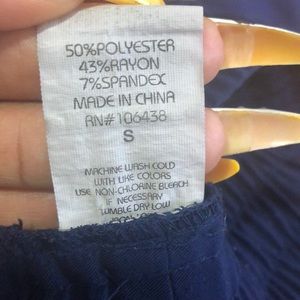 50%POLYESTER
43%RAYON
7%SPANDEX
MADE IN CHINA
RN#106438
S
MACHINE WASH COLD
WITH LIKE COLORS
USE NON-CHLORINE BLEACH
IF NECESSARY
TUMBLE DRY LOW